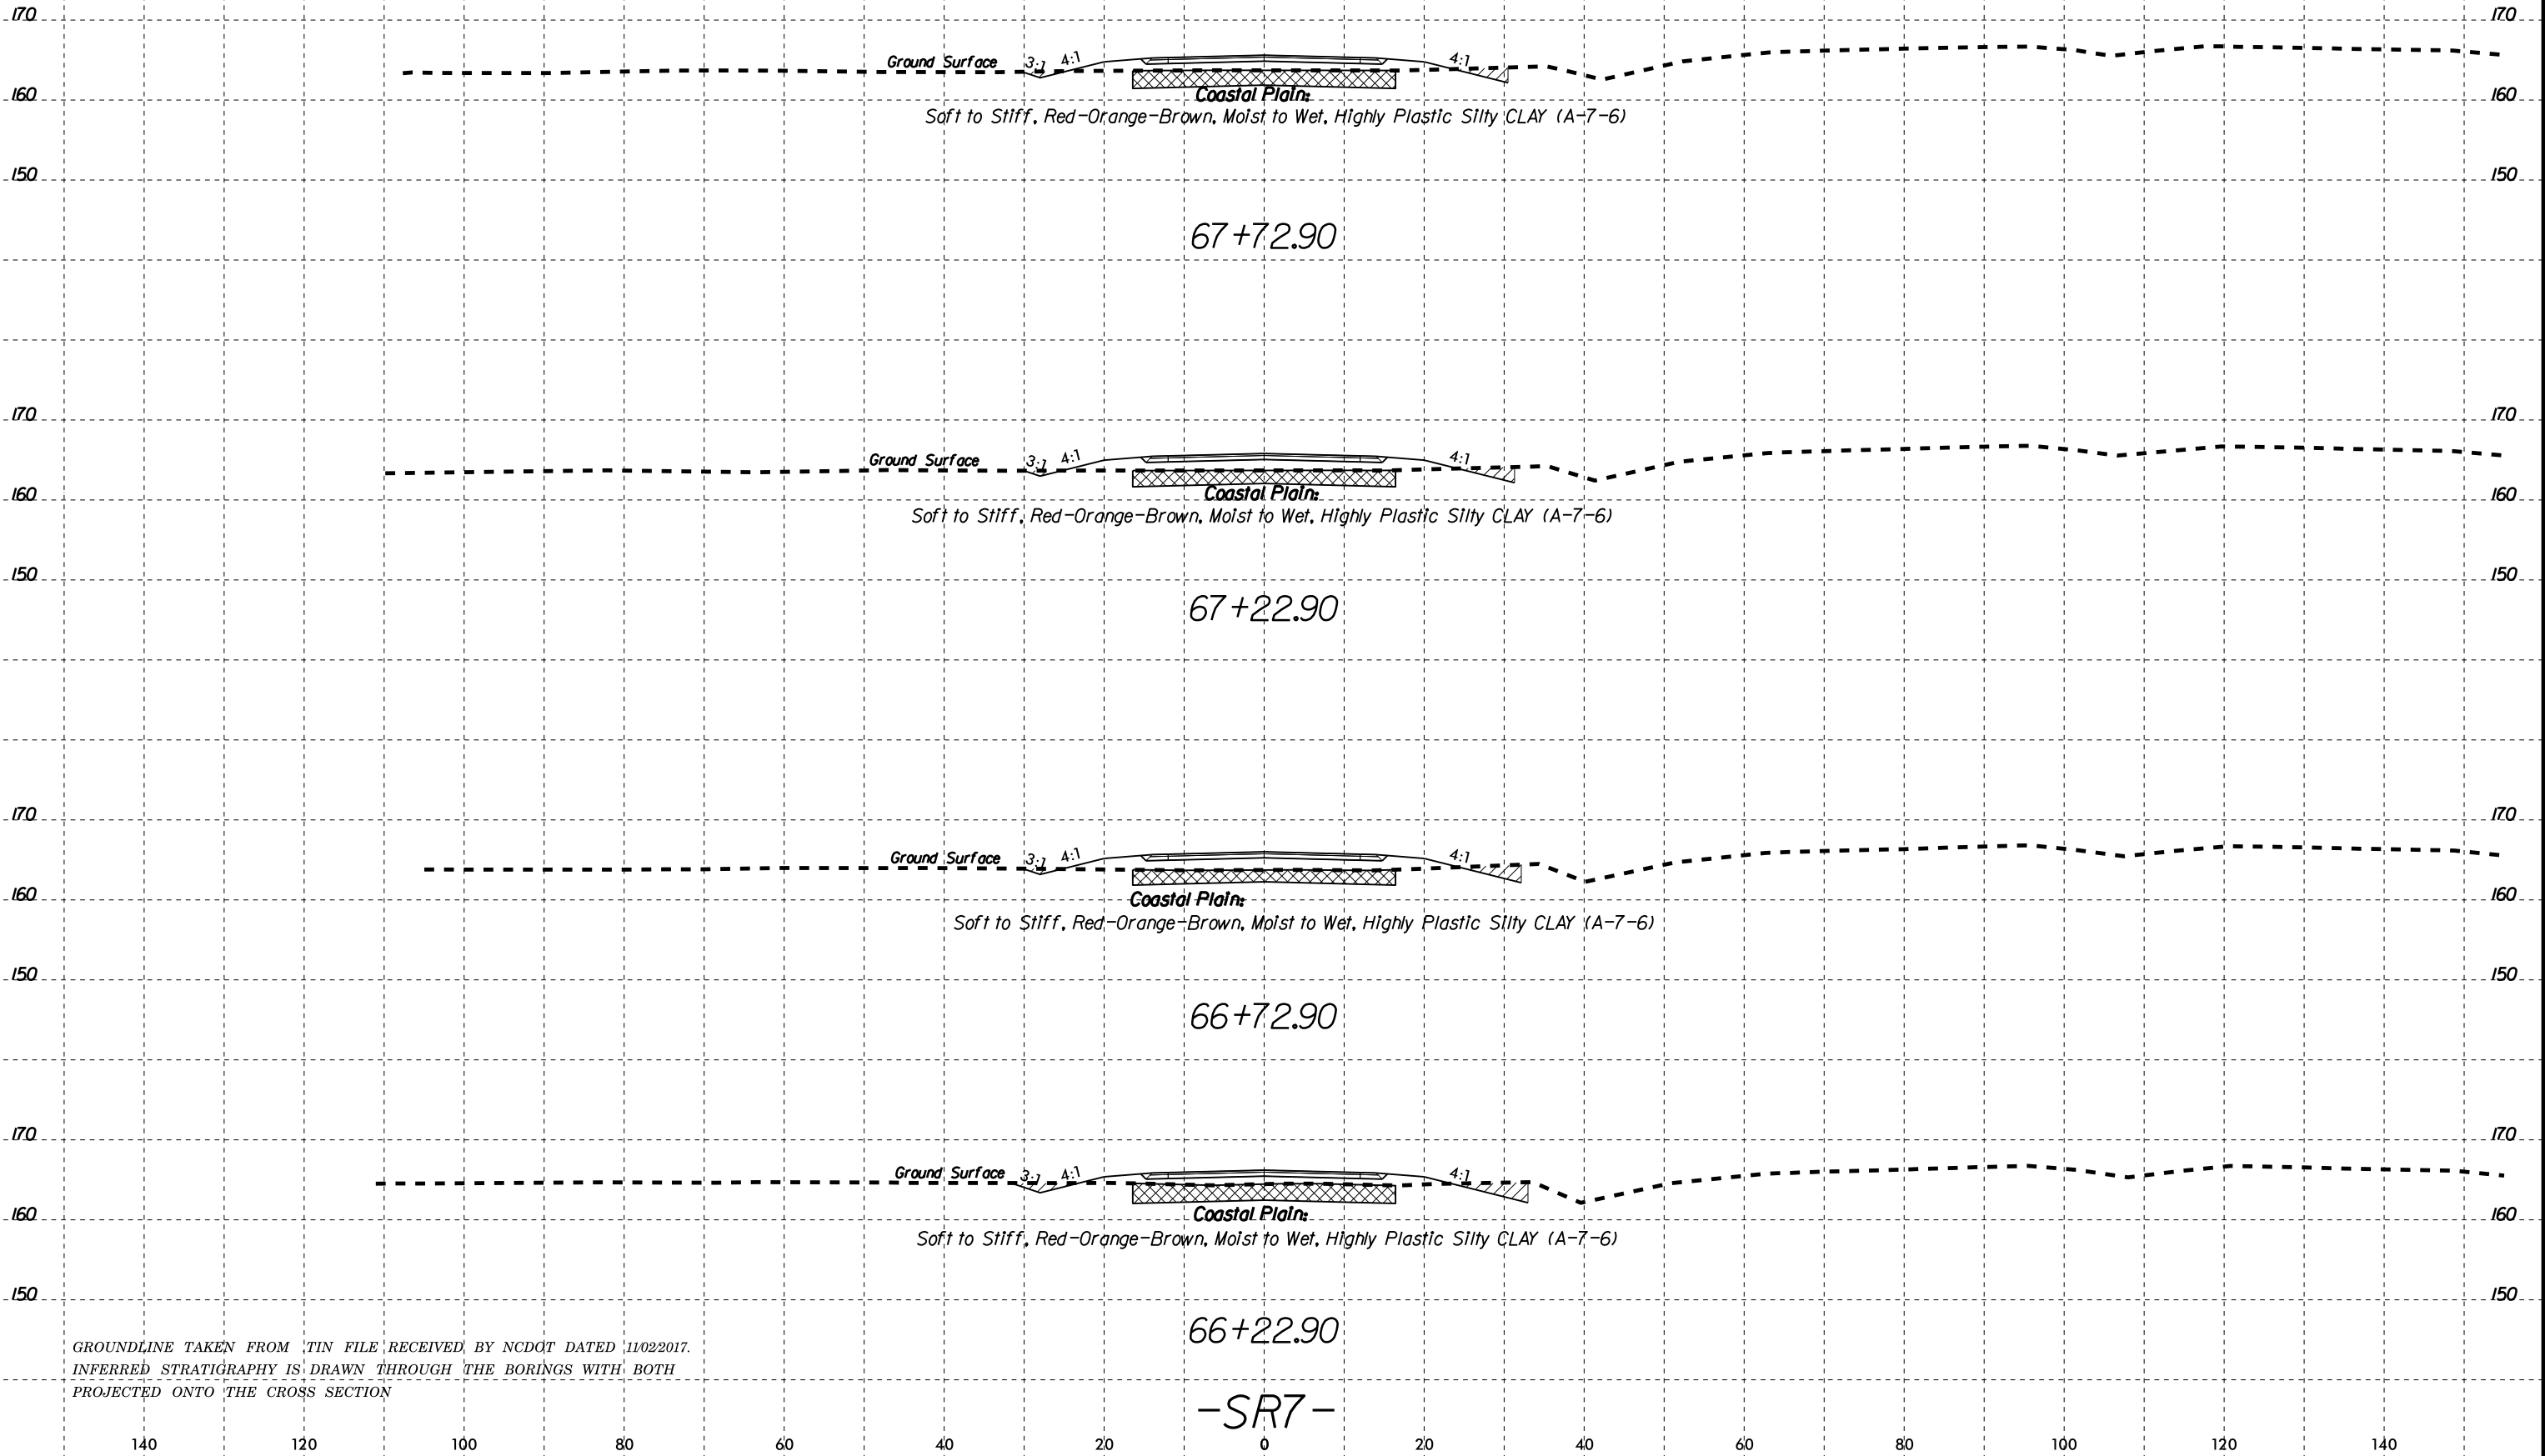 170 170
Ground Surface 3:1 4:1 4:1
160 160
Coastal Plain:
Soft to Stiff, Red-Orange-Brown, Moist to Wet, Highly Plastic Silty CLAY (A-7-6)
150 150
67+72.90
170 170
Ground Surface 3:1 4:1 4:1
160 160
Coastal Plain:
Soft to Stiff, Red-Orange-Brown, Moist to Wet, Highly Plastic Silty CLAY (A-7-6)
150 150
67+22.90
170 170
Ground Surface 3:1 4:1 4:1
160 160
Coastal Plain:
Soft to Stiff, Red-Orange-Brown, Moist to Wet, Highly Plastic Silty CLAY (A-7-6)
150 150
66+72.90
170 170
Ground Surface 3:1 4:1 4:1
160 160
Coastal Plain:
Soft to Stiff, Red-Orange-Brown, Moist to Wet, Highly Plastic Silty CLAY (A-7-6)
150 150
66+22.90
GROUNDLINE TAKEN FROM .TIN FILE RECEIVED BY NCDOT DATED 11/02/2017.
INFERRED STRATIGRAPHY IS DRAWN THROUGH THE BORINGS WITH BOTH
PROJECTED ONTO THE CROSS SECTION
-SR7-
140 120 100 80 60 40 20 0 20 40 60 80 100 120 140